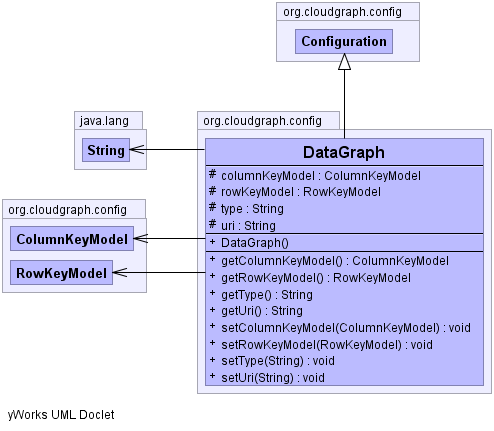 org.cloudgraph.config
Configuration
java.lang
String
org.cloudgraph.config
ColumnKeyModel
RowKeyModel
org.cloudgraph.config
DataGraph
# columnKeyModel : ColumnKeyModel
# rowKeyModel : RowKeyModel
# type : String
# uri : String
+ DataGraph()
+ getColumnKeyModel() : ColumnKeyModel
+ getRowKeyModel() : RowKeyModel
+ getType() : String
+ getUri() : String
+ setColumnKeyModel(ColumnKeyModel) : void
+ setRowKeyModel(RowKeyModel) : void
+ setType(String) : void
+ setUri(String) : void
yWorks UML Doclet